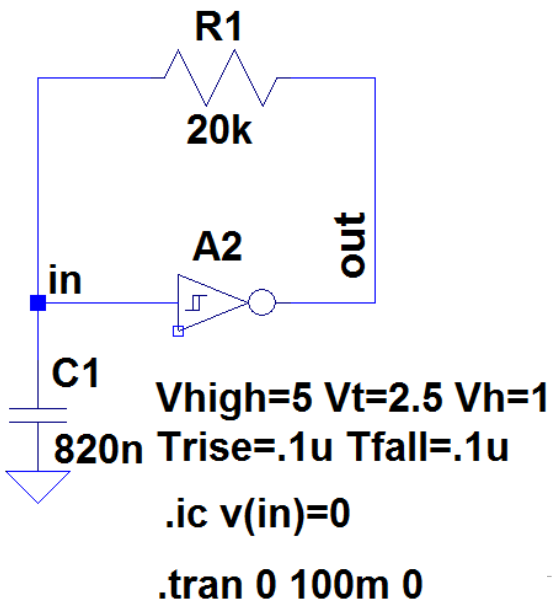 R1
20k
out
A2
in
C1
820n
Vhigh=5 Vt=2.5 Vh=1
Trise=.1u Tfall=.1u
.ic v(in)=0
.tran 0 100m 0